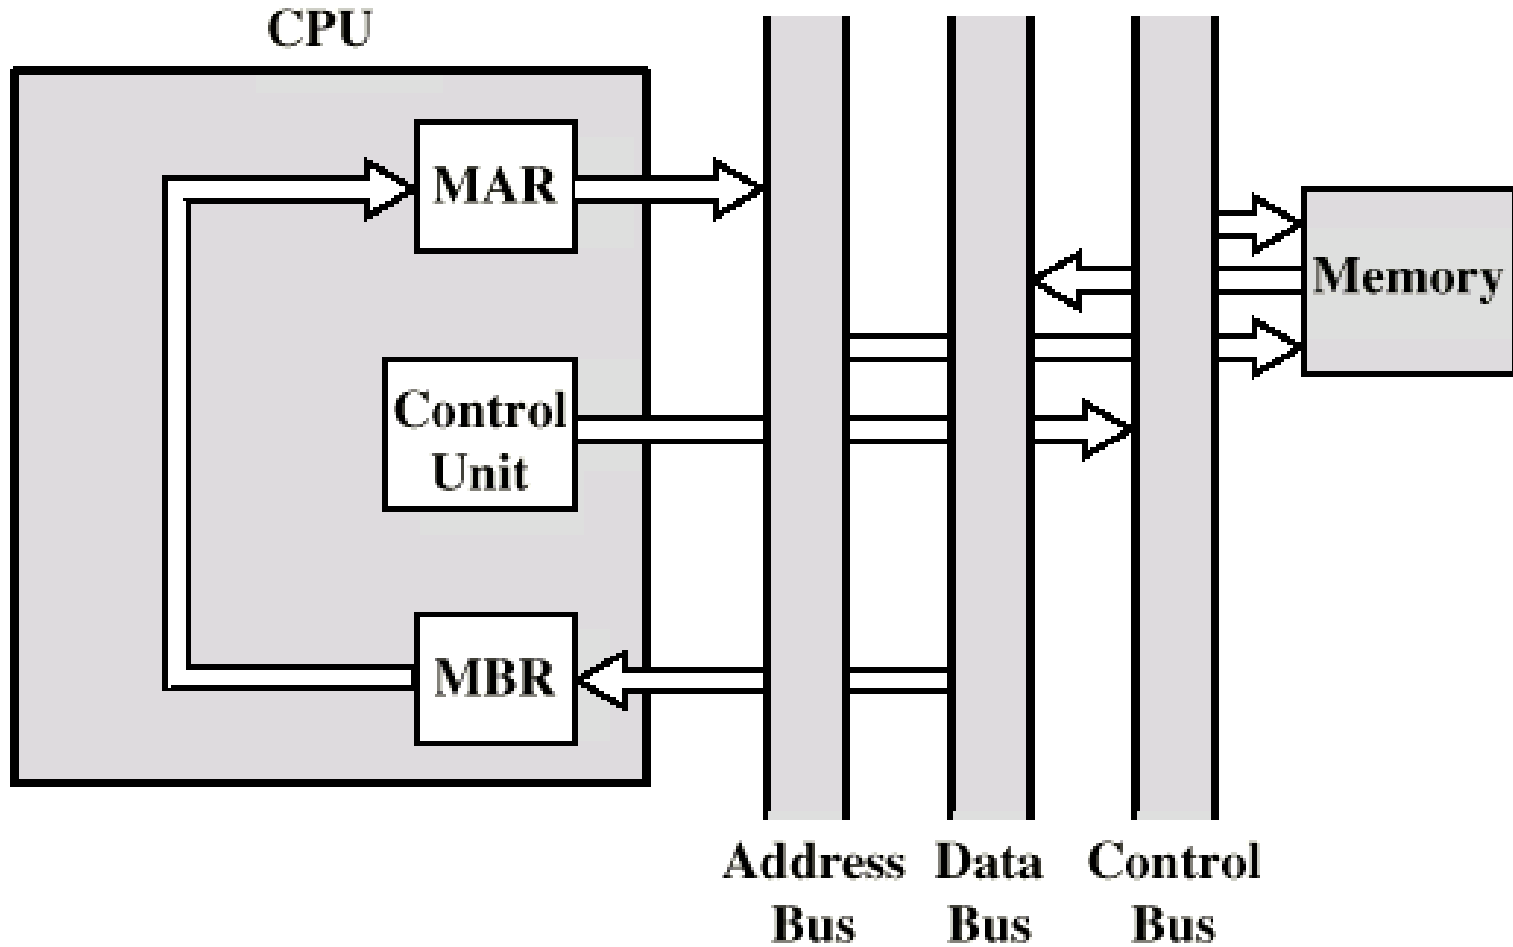 CPU
MAR
Memory
Control
Unit
MBR
Address
Bus
Data
Bus
Control
Bus